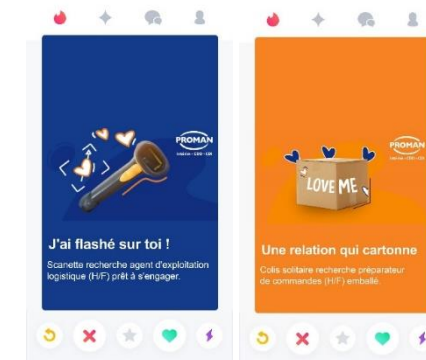 PROMAN
J'ai flashé sur toi !
Scanette recherche agent d'exploitation
logistique (H/F) prêt à s'engager.
PROMAN
LOVE ME
Une relation qui cartonne
Colis solitaire recherche préparateur
de commandes (H/F) emballé.